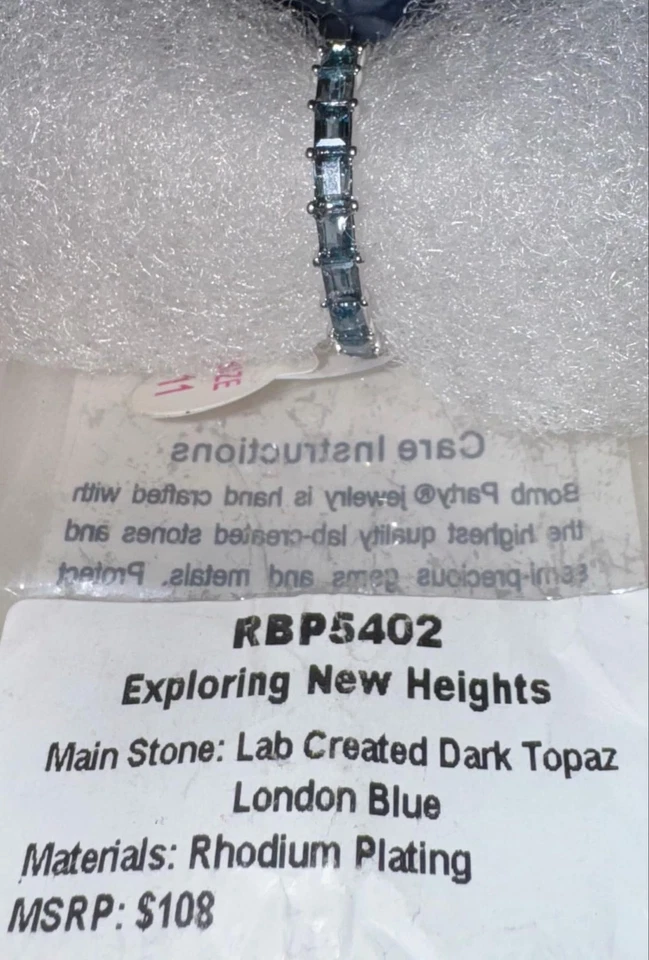 SIZE
11
Care Instructions
Bomb Party® jewelry is hand crafted with
the highest quality lab-created stones and
semi-precious gems and metals. Protect
RBP5402
Exploring New Heights
Main Stone: Lab Created Dark Topaz
London Blue
Materials: Rhodium Plating
MSRP: $108